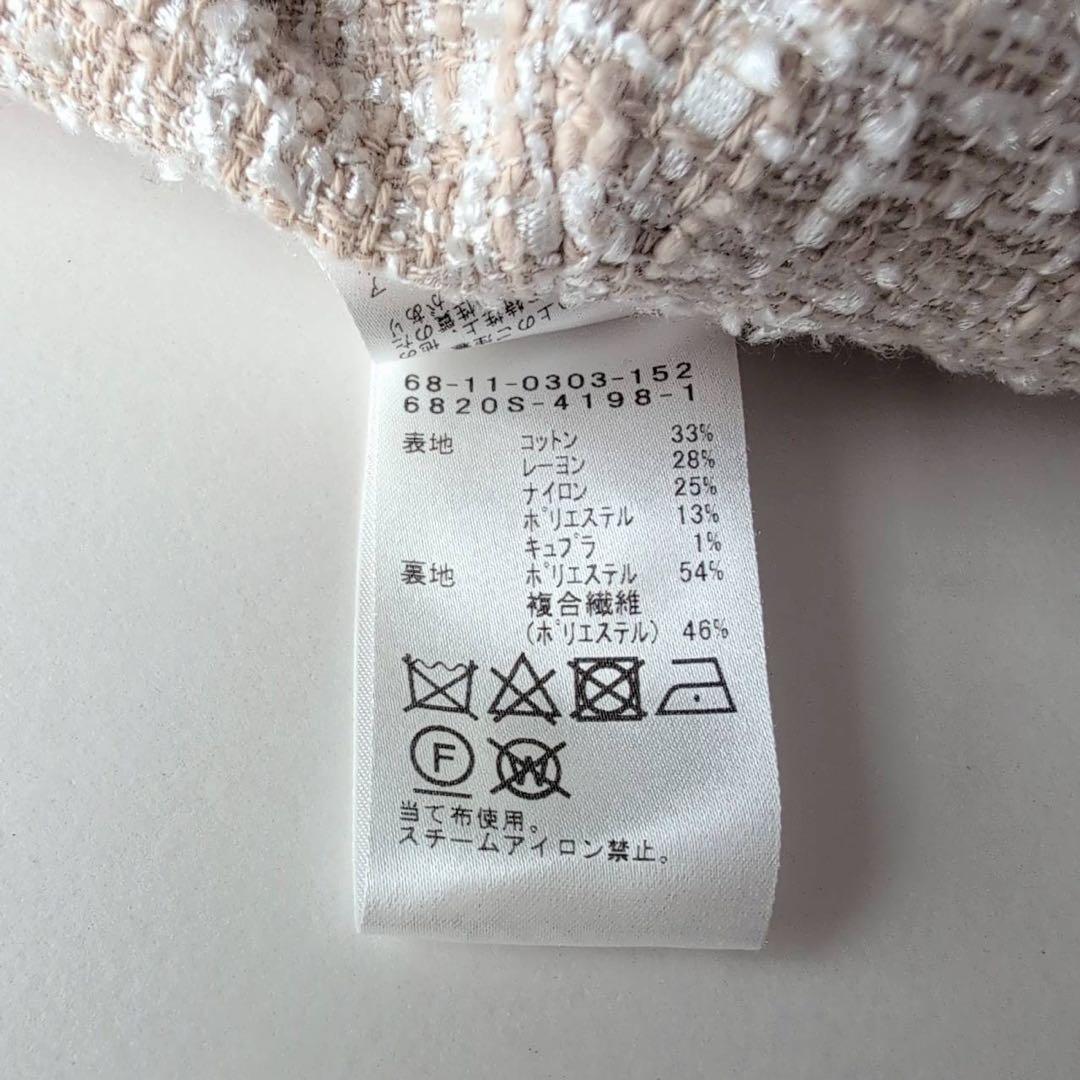 68-11-0303-152
6820S-4198-1
表地 コットン 33%
レーヨン 28%
ナイロン 25%
ポリエステル 13%
キュプラ 1%
裏地 ポリエステル 54%
複合繊維
(ポリエステル) 46%
F W
当て布使用。
スチームアイロン禁止。